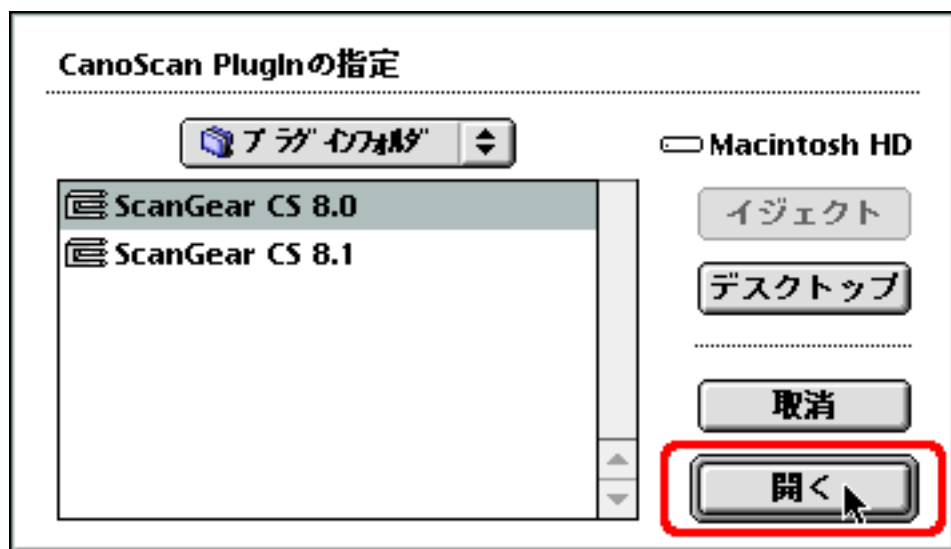 CanoScan PlugInの指定
プラグインフォルダ
Macintosh HD
ScanGear CS 8.0
ScanGear CS 8.1
イジェクト
デスクトップ
取消
開く